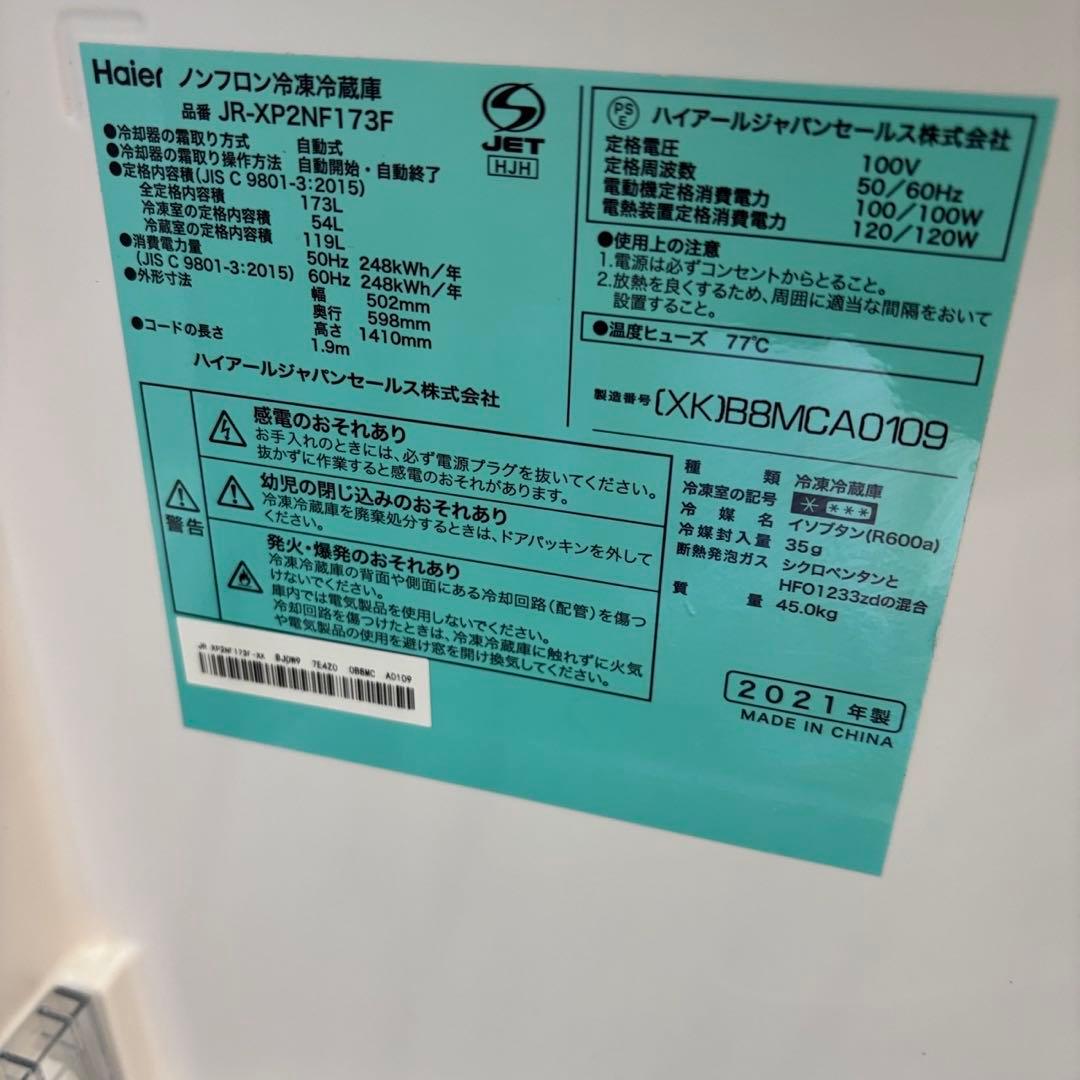 Haier ノンフロン冷凍冷蔵庫
品番 JR-XP2NF173F
●冷却器の霜取り方式 自動式
●冷却器の霜取り操作方法 自動開始・自動終了
●定格内容積(JIS C 9801-3:2015)
全定格内容積 173L
冷凍室の定格内容積 54L
冷蔵室の定格内容積 119L
●消費電力量 50Hz 248kWh/年
(JIS C 9801-3:2015) 60Hz 248kWh/年
●外形寸法 幅 502mm
奥行 598mm
高さ 1410mm
●コードの長さ 1.9m
ハイアールジャパンセールス株式会社
JET
HJH
PSE ハイアールジャパンセールス株式会社
定格電圧 100V
定格周波数 50/60Hz
電動機定格消費電力 100/100W
電熱装置定格消費電力 120/120W
●使用上の注意
1.電源は必ずコンセントからとること。
2.放熱を良くするため、周囲に適当な間隔をおいて
設置すること。
●温度ヒューズ 77℃
製造番号 (XK)B8MCA0109
警告
感電のおそれあり
お手入れのときには、必ず電源プラグを抜いてください。
抜かずに作業すると感電のおそれがあります。
幼児の閉じ込みのおそれあり
冷凍冷蔵庫を廃棄処分するときは、ドアパッキンを外して
ください。
発火・爆発のおそれあり
冷凍冷蔵庫の背面や側面にある冷却回路(配管)を傷つ
けないでください。
庫内では電気製品を使用しないでください。
冷却回路を傷つけたときは、冷凍冷蔵庫に触れずに火気
や電気製品の使用を避け窓を開け換気してください。
種類 冷凍冷蔵庫
冷凍室の記号 * ***
冷媒名 イソブタン(R600a)
冷媒封入量 35g
断熱発泡ガス シクロペンタンと
HFO1233zdの混合
質量 45.0kg
JR-XP2NF173F-XK BJ0W9 7E4Z0 0B8MC A0109
2021年製
MADE IN CHINA